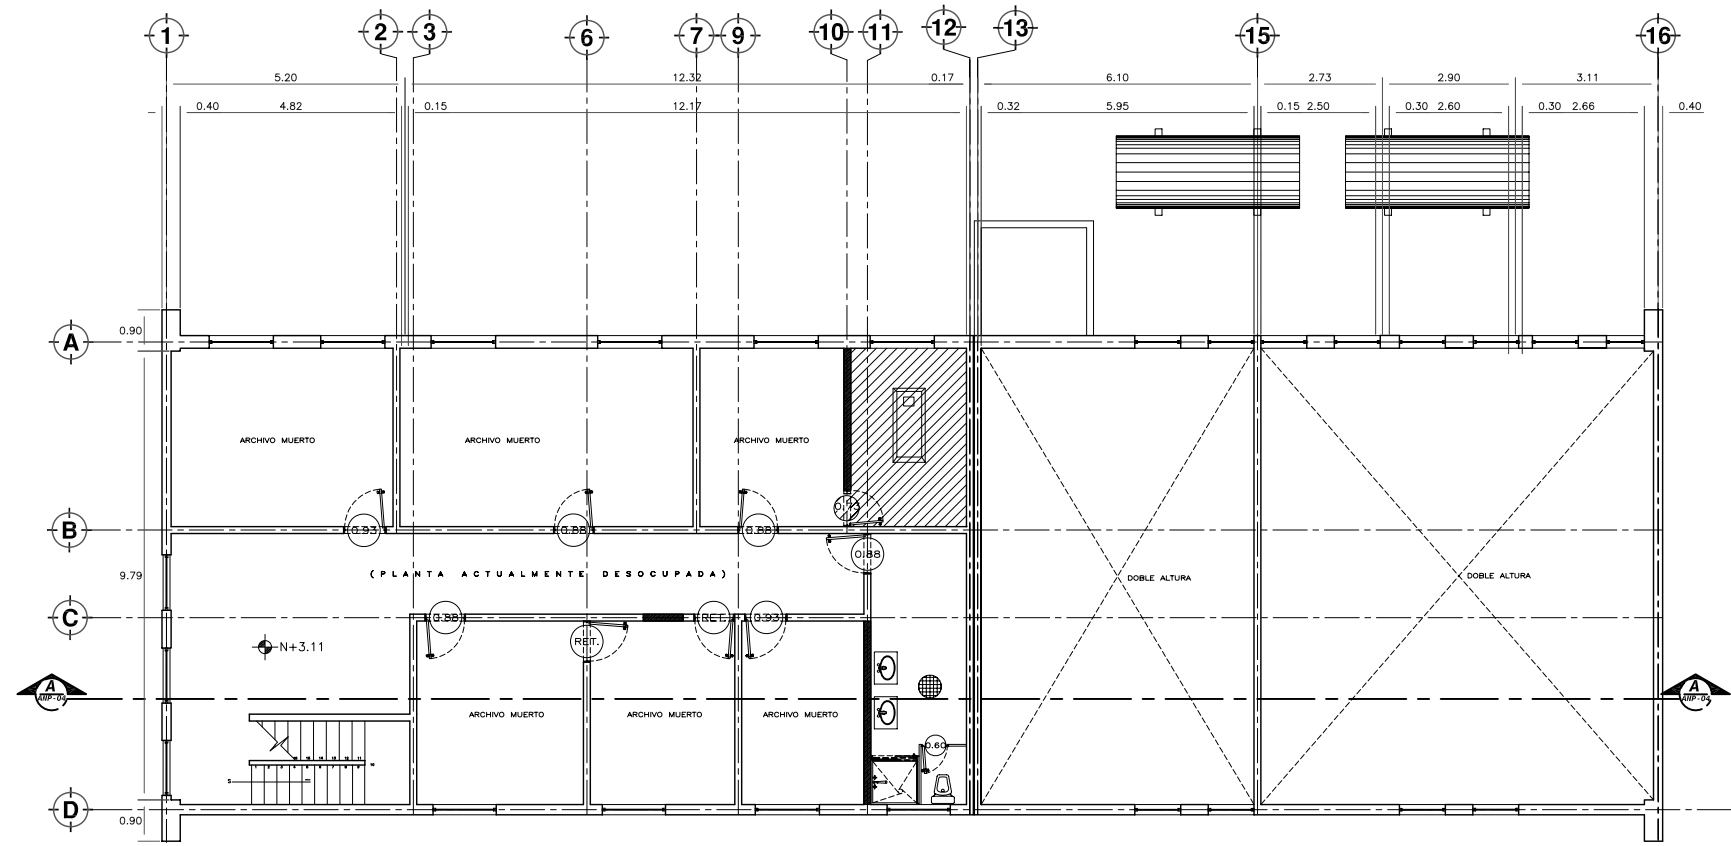 1 2 3 6 7 9 10 11 12 13 15 16
5.20 12.32 0.17 6.10 2.73 2.90 3.11
0.40 4.82 0.15 12.17 0.32 5.95 0.15 2.50 0.30 2.60 0.30 2.66 0.40
0.90
A
ARCHIVO MUERTO ARCHIVO MUERTO ARCHIVO MUERTO
B 0.93 0.88 0.88
0.88
9.79 (PLANTA ACTUALMENTE DESOCUPADA) DOBLE ALTURA DOBLE ALTURA
C 0.88 RET. 0.93
RET.
N+3.11
A A
AHP-04 AHP-04
ARCHIVO MUERTO ARCHIVO MUERTO ARCHIVO MUERTO
0.60
S
D
0.90